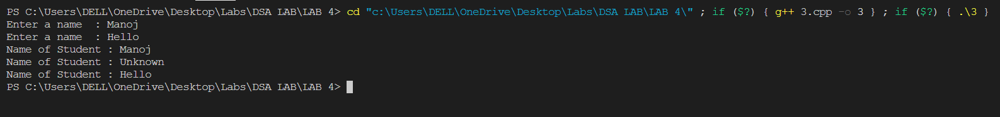 PS C:\Users\DELL\OneDrive\Desktop\Labs\DSA LAB\LAB 4> cd "c:\Users\DELL\OneDrive\Desktop\Labs\DSA LAB\LAB 4\" ; if ($?) { g++ 3.cpp -o 3 } ; if ($?) { .\3 }
Enter a name  : Manoj
Enter a name  : Hello
Name of Student : Manoj
Name of Student : Unknown
Name of Student : Hello
PS C:\Users\DELL\OneDrive\Desktop\Labs\DSA LAB\LAB 4>